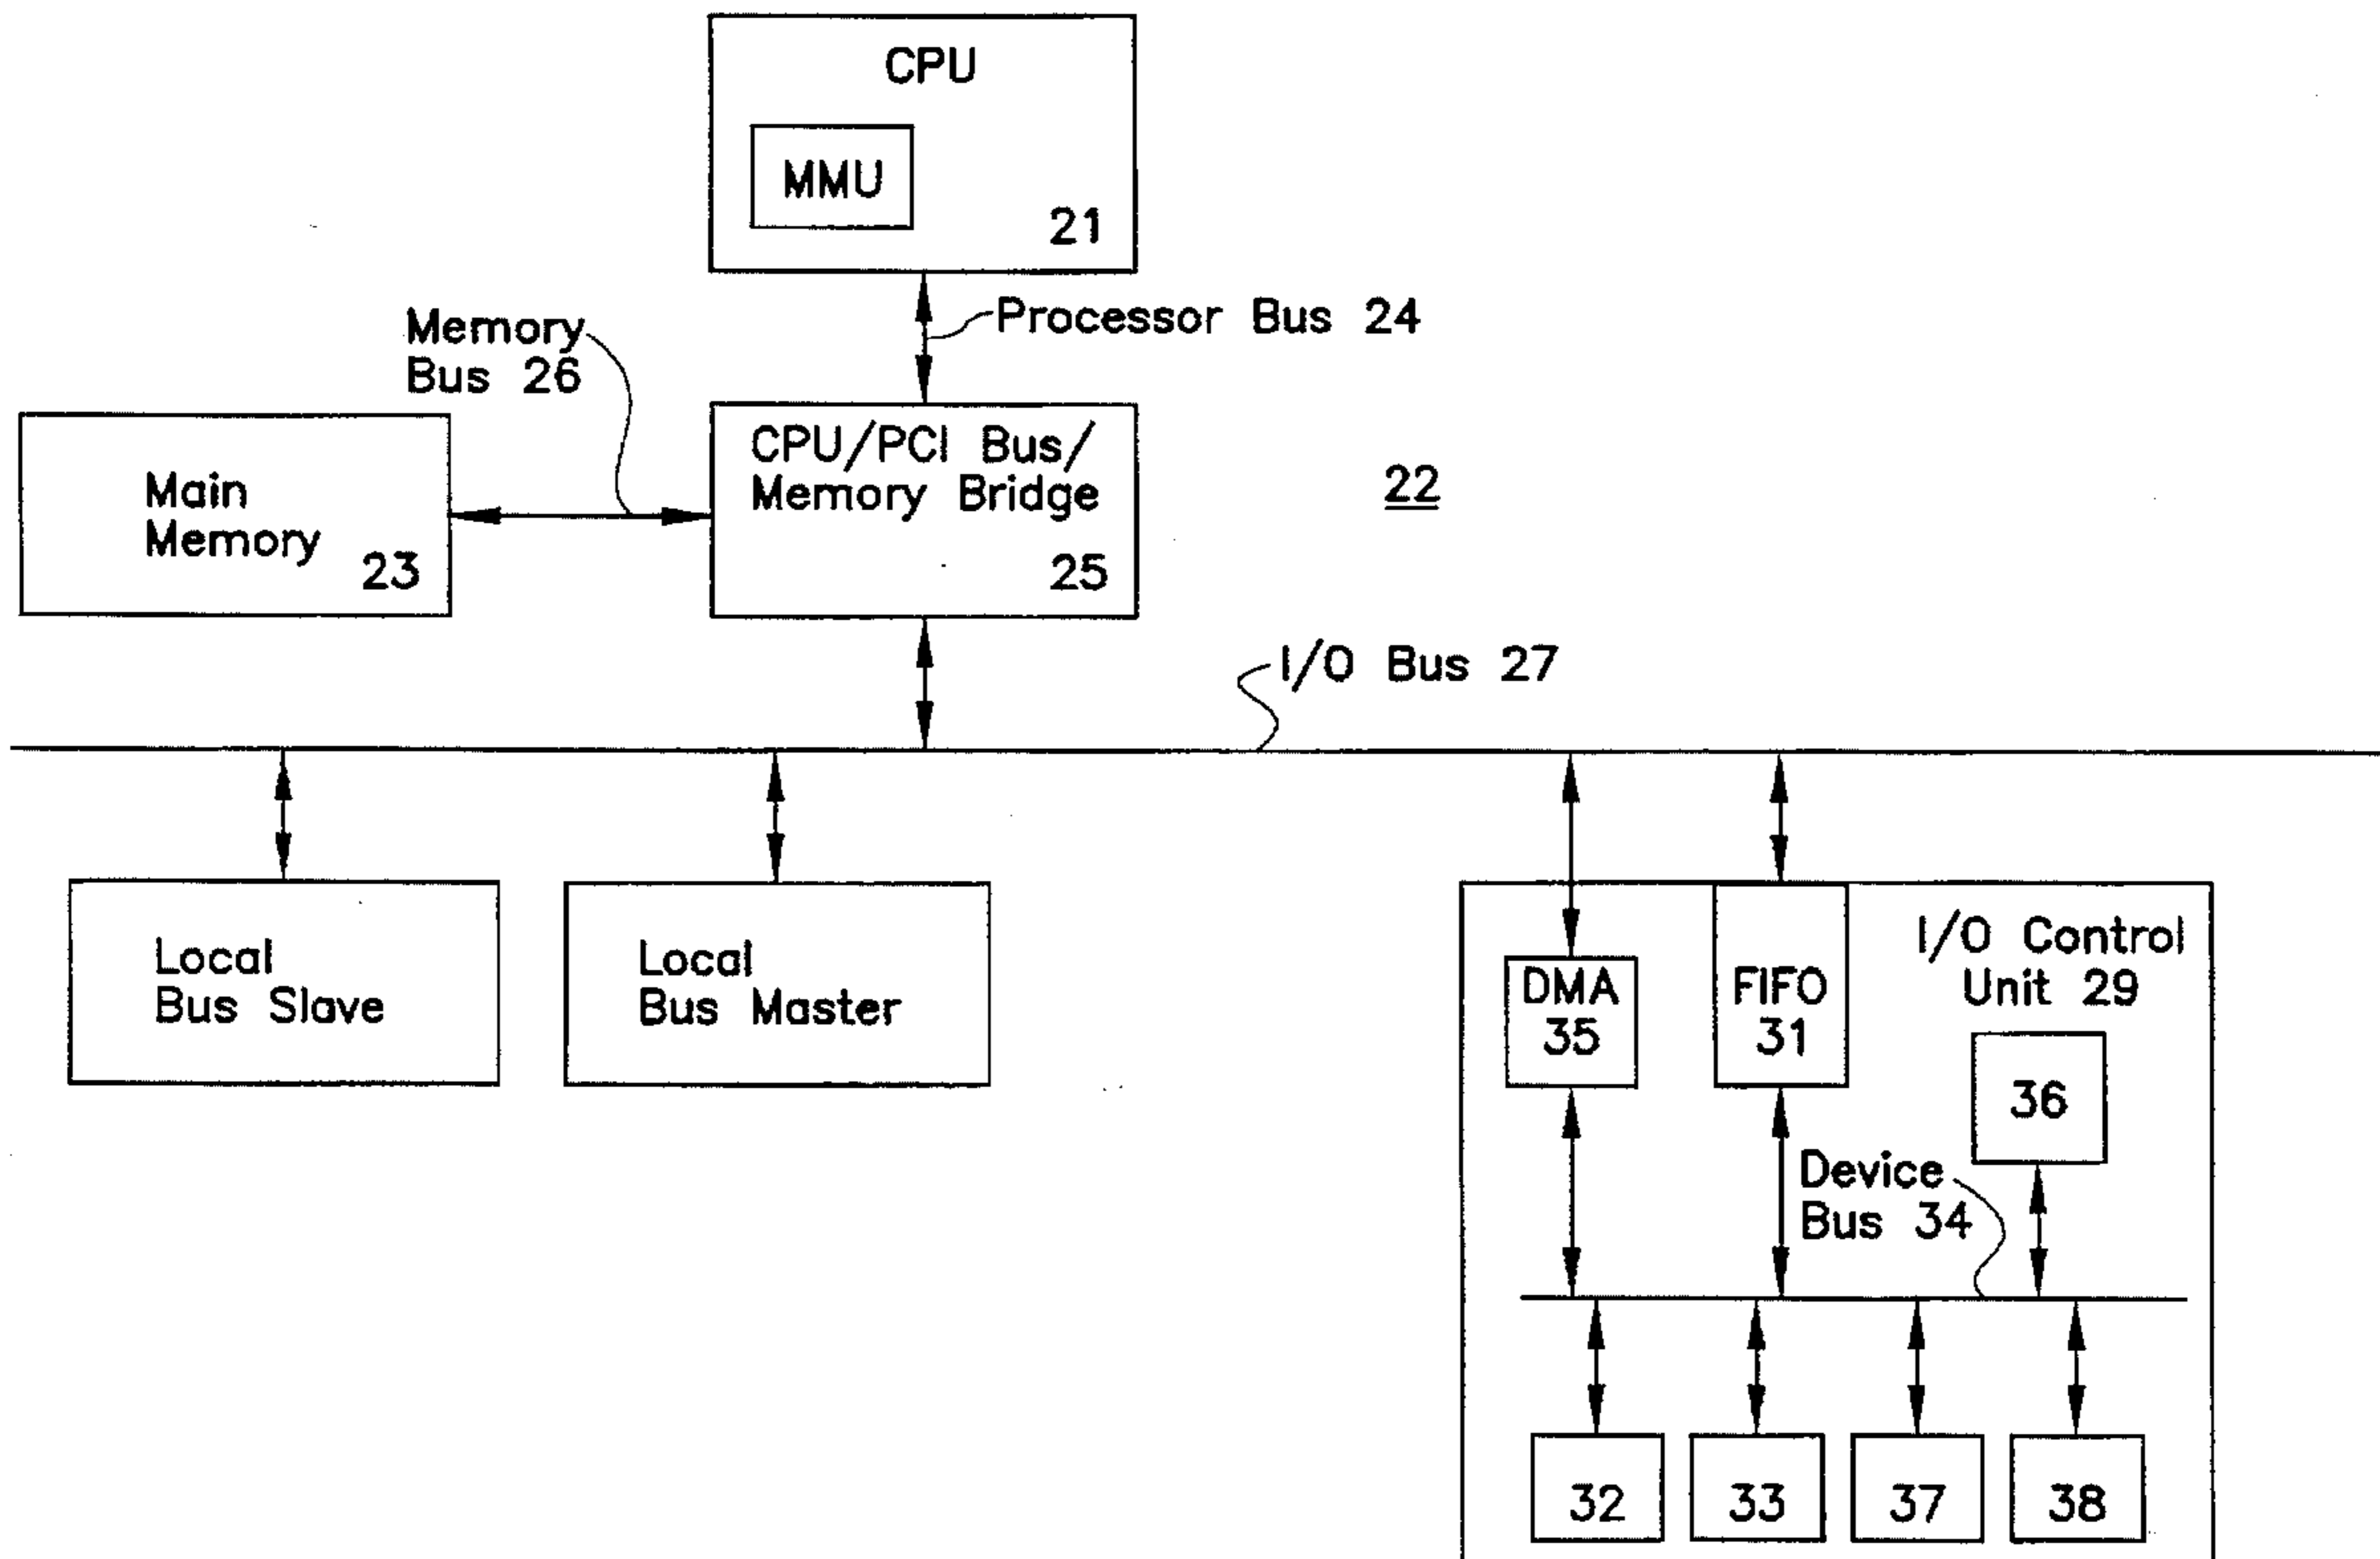 CPU
MMU
21
Processor Bus 24
Memory
Bus 26
CPU/PCI Bus/
Memory Bridge
25
Main
Memory
23
22
I/O Bus 27
Local
Bus Slave
Local
Bus Master
I/O Control
Unit 29
DMA
35
FIFO
31
36
Device
Bus 34
32
33
37
38